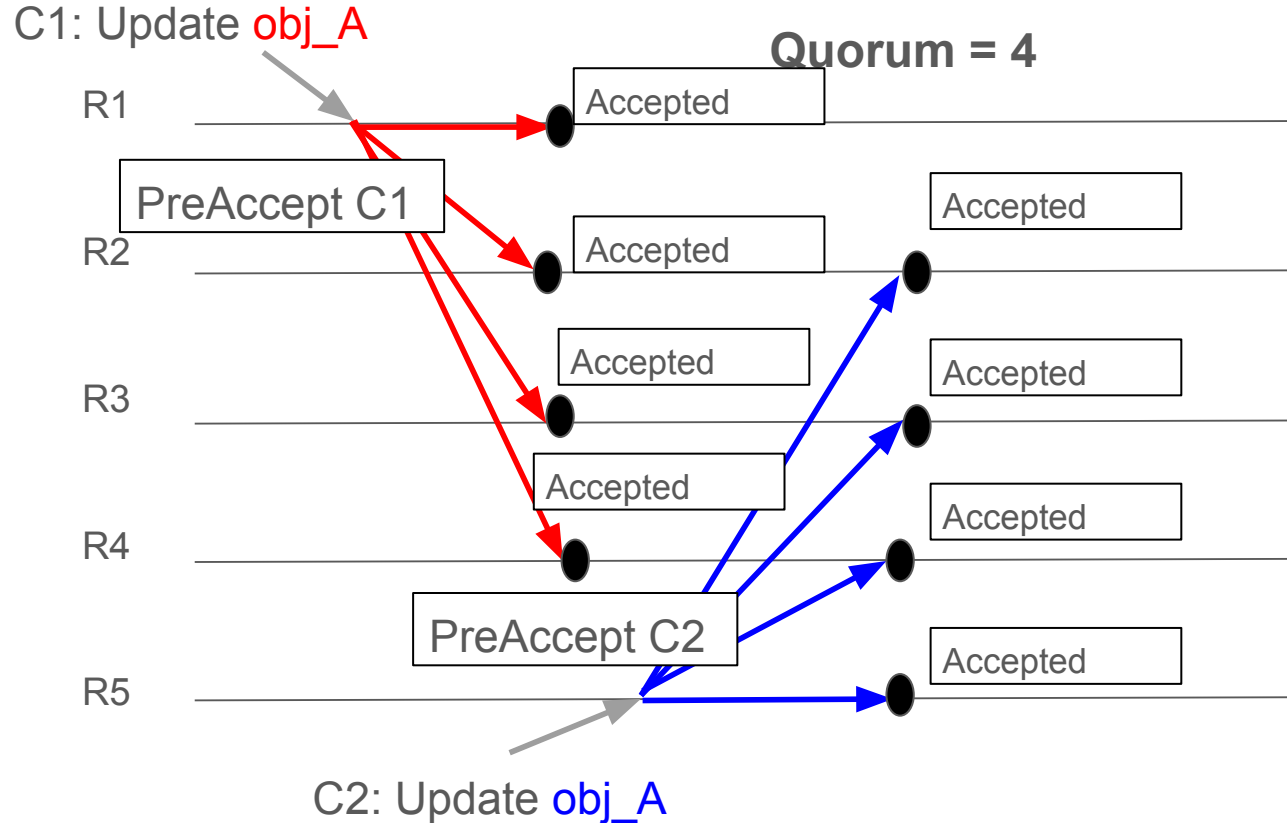 C1: Update obj_A
Quorum = 4
R1
Accepted
PreAccept C1
Accepted
R2
Accepted
R3
Accepted
Accepted
Accepted
R4
Accepted
PreAccept C2
R5
Accepted
C2: Update obj_A